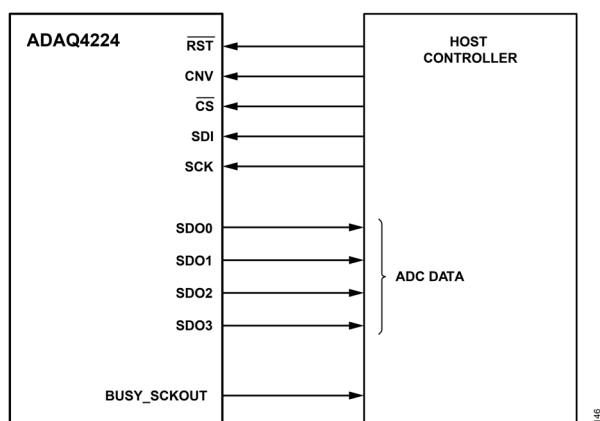 ADAQ4224
HOST
CONTROLLER
RST
CNV
CS
SDI
SCK
SDO0
SDO1
SDO2
SDO3
ADC DATA
BUSY_SCKOUT